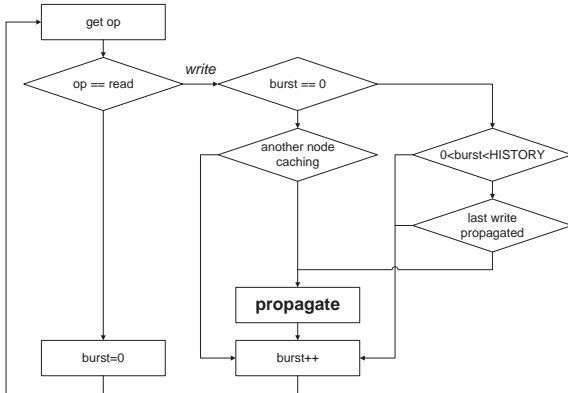 get op
op == read
write
burst == 0
another node
caching
0<burst<HISTORY
last write
propagated
propagate
burst=0
burst++